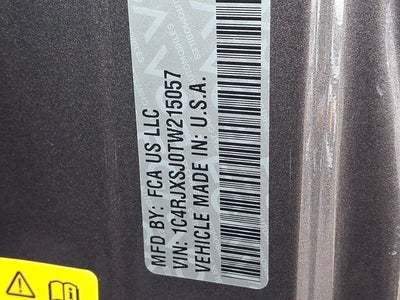 MFD BY: FCA US LLC
VIN: 1C4RJXSJ0TW215057
VEHICLE MADE IN: U.S.A.